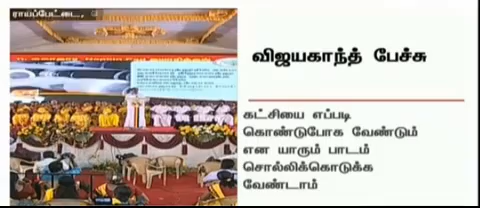 ராயப்பேட்டை,
விஜயகாந்த் பேச்சு
கட்சியை எப்படி
கொண்டுபோக வேண்டும்
என யாரும் பாடம்
சொல்லிக்கொடுக்க
வேண்டாம்